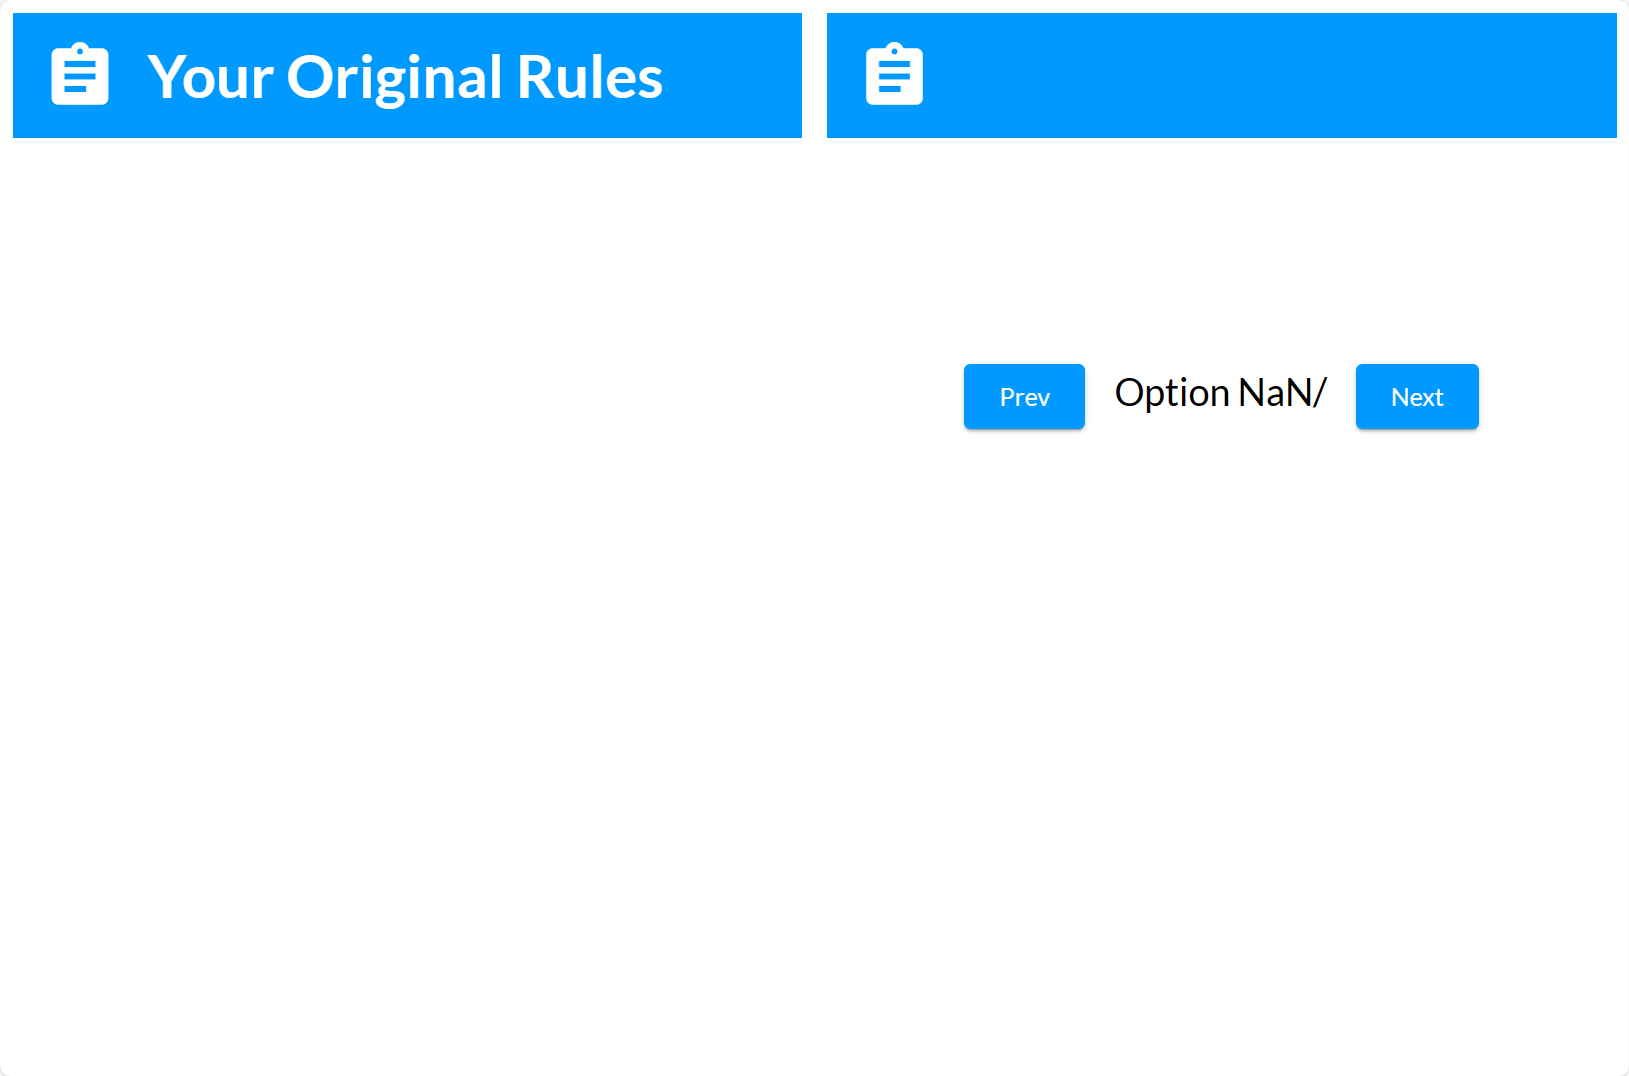 Your Original Rules
Prev
Option NaN/
Next